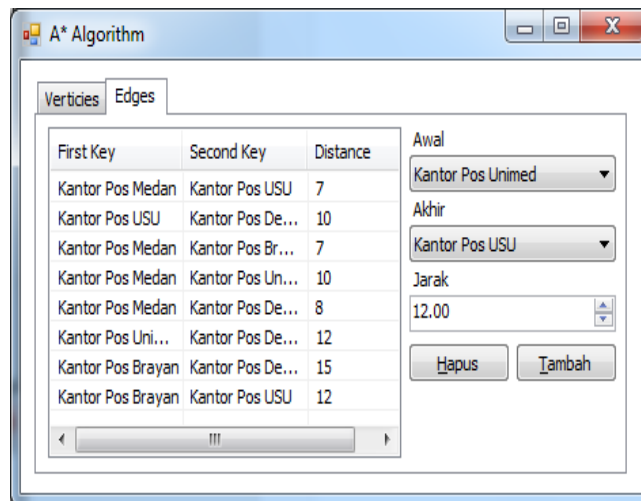 A* Algorithm
Verticies Edges
First Key Second Key Distance
Kantor Pos Medan Kantor Pos USU 7
Kantor Pos USU Kantor Pos De... 10
Kantor Pos Medan Kantor Pos Br... 7
Kantor Pos Medan Kantor Pos Un... 10
Kantor Pos Medan Kantor Pos De... 8
Kantor Pos Uni... Kantor Pos De... 12
Kantor Pos Brayan Kantor Pos De... 15
Kantor Pos Brayan Kantor Pos USU 12
Awal
Kantor Pos Unimed
Akhir
Kantor Pos USU
Jarak
12.00
Hapus Tambah